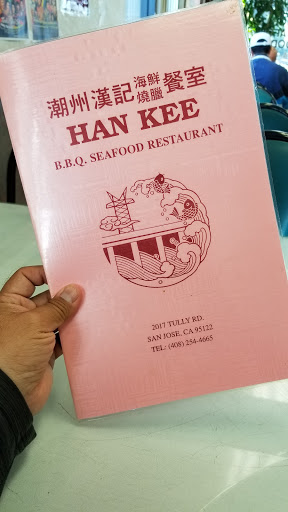 潮州漢記海鮮燒臘餐室
HAN KEE
B.B.Q. SEAFOOD RESTAURANT
2017 TULLY RD.
SAN JOSE, CA 95122
TEL: (408) 254-4665